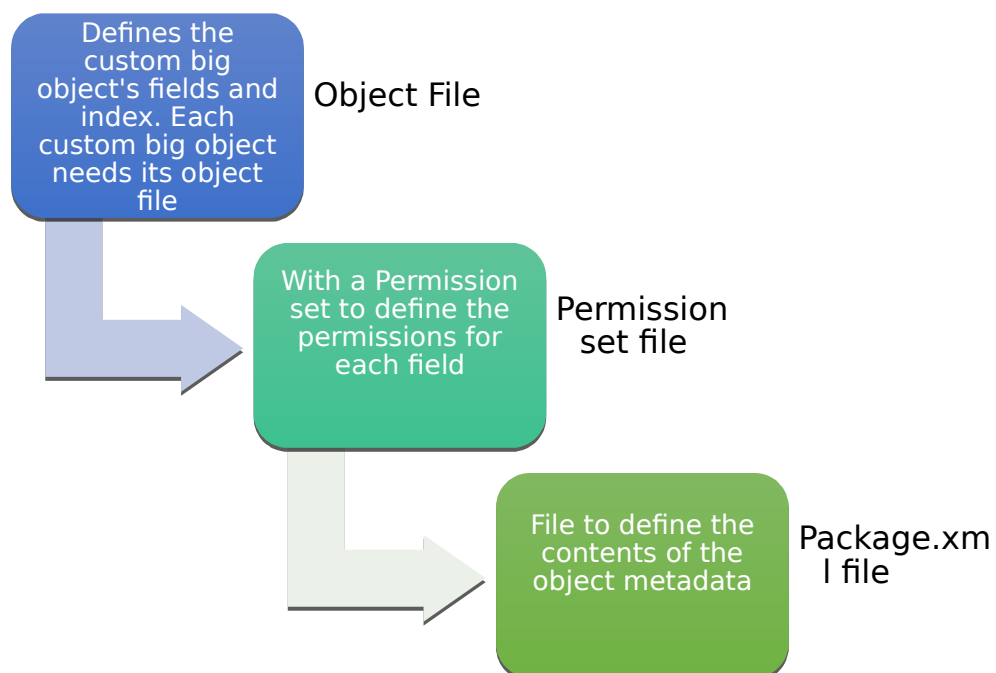 Defines the
custom big
object's fields and
index. Each
custom big object
needs its object
file
Object File
With a Permission
set to define the
permissions for
each field
Permission
set file
File to define the
contents of the
object metadata
Package.xm
l file